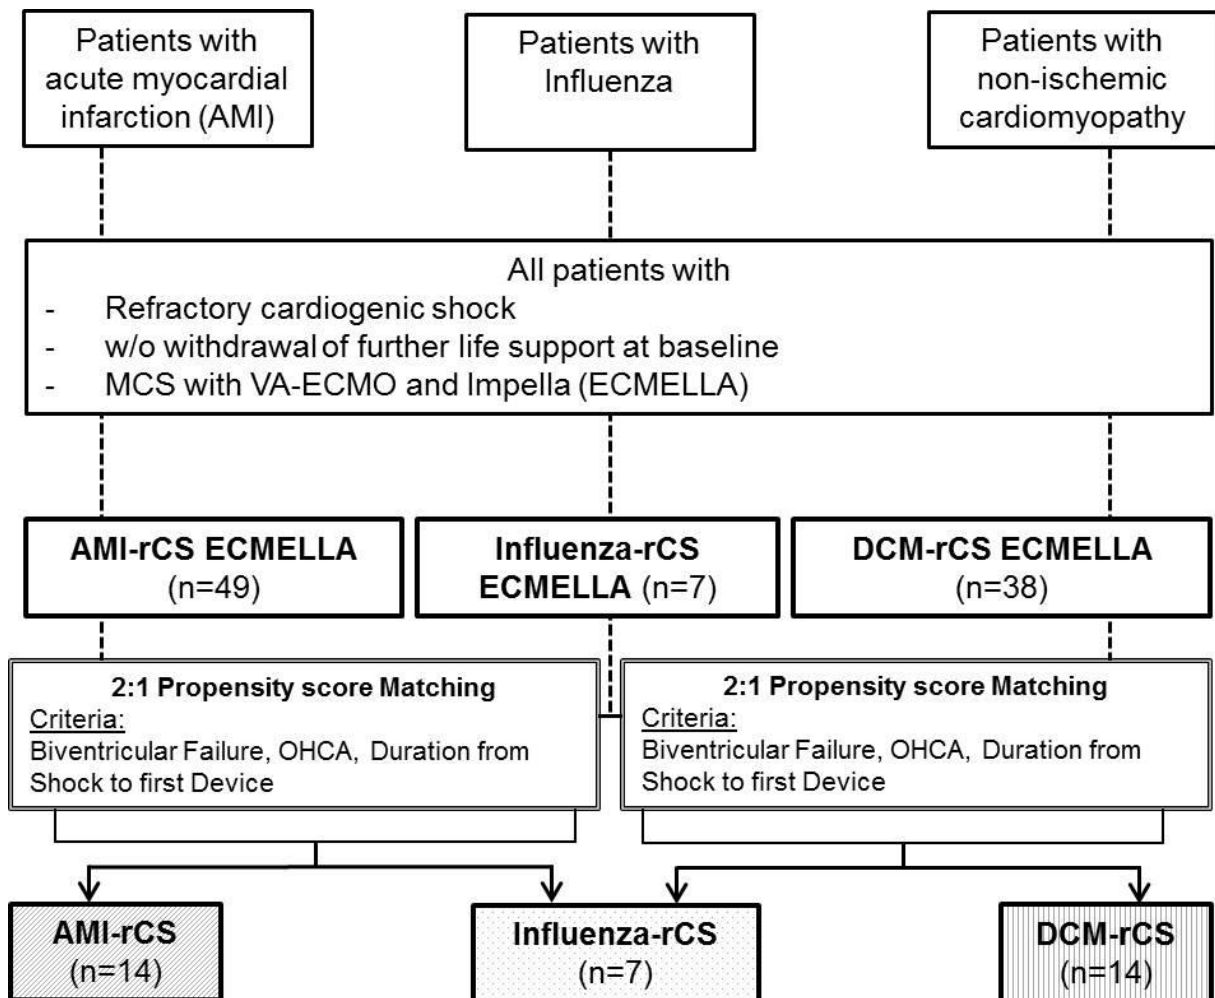 Patients with
acute myocardial
infarction (AMI)
Patients with
Influenza
Patients with
non-ischemic
cardiomyopathy
All patients with
- Refractory cardiogenic shock
- w/o withdrawal of further life support at baseline
- MCS with VA-ECMO and Impella (ECMELLA)
AMI-rCS ECMELLA
(n=49)
Influenza-rCS
ECMELLA (n=7)
DCM-rCS ECMELLA
(n=38)
2:1 Propensity score Matching
Criteria:
Biventricular Failure, OHCA, Duration from
Shock to first Device
2:1 Propensity score Matching
Criteria:
Biventricular Failure, OHCA, Duration from
Shock to first Device
AMI-rCS
(n=14)
Influenza-rCS
(n=7)
DCM-rCS
(n=14)